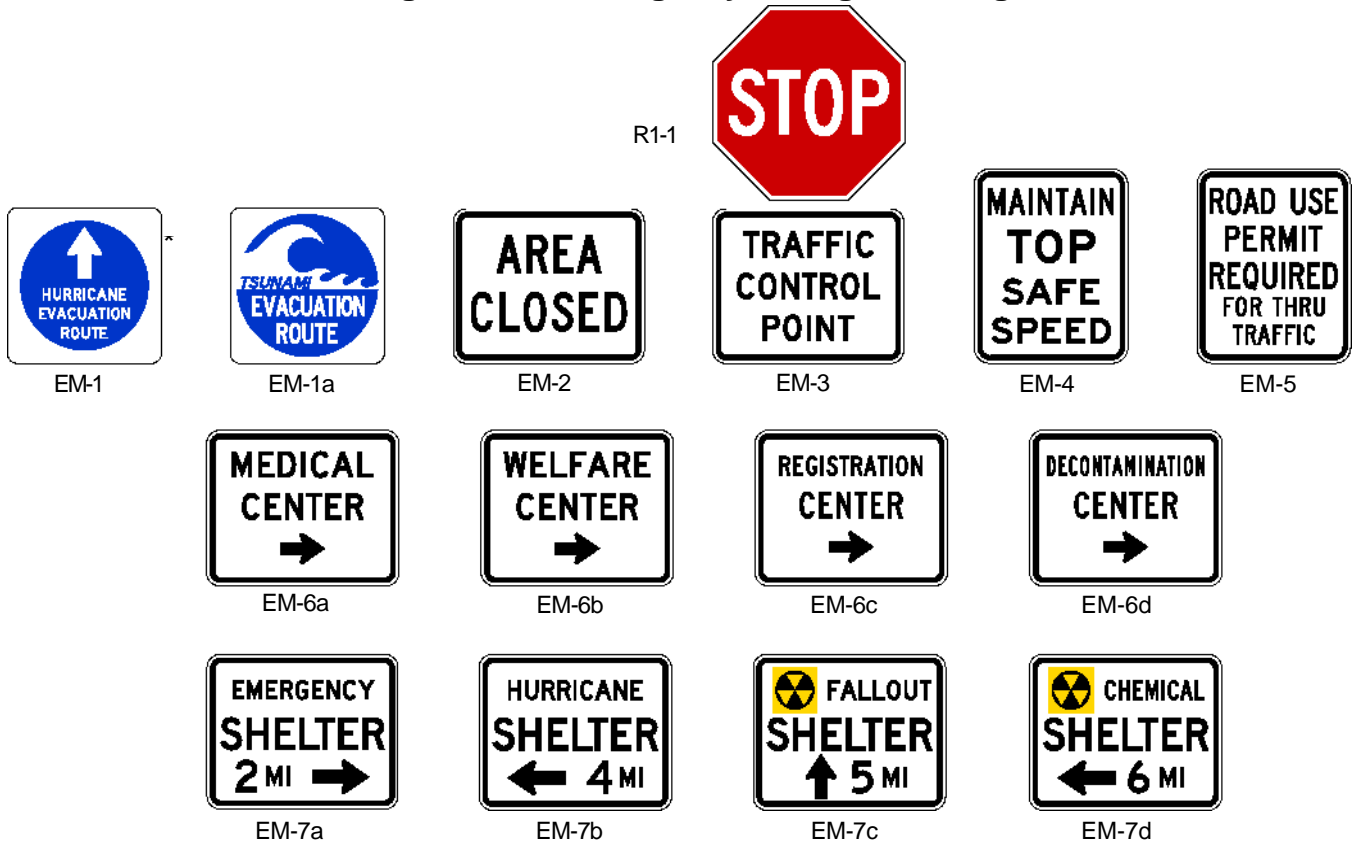 R1-1
STOP
HURRICANE
EVACUATION
ROUTE
*
EM-1
TSUNAMI
EVACUATION
ROUTE
EM-1a
AREA
CLOSED
EM-2
TRAFFIC
CONTROL
POINT
EM-3
MAINTAIN
TOP
SAFE
SPEED
EM-4
ROAD USE
PERMIT
REQUIRED
FOR THRU
TRAFFIC
EM-5
MEDICAL
CENTER
EM-6a
WELFARE
CENTER
EM-6b
REGISTRATION
CENTER
EM-6c
DECONTAMINATION
CENTER
EM-6d
EMERGENCY
SHELTER
2 MI
EM-7a
HURRICANE
SHELTER
4 MI
EM-7b
FALLOUT
SHELTER
5 MI
EM-7c
CHEMICAL
SHELTER
6 MI
EM-7d